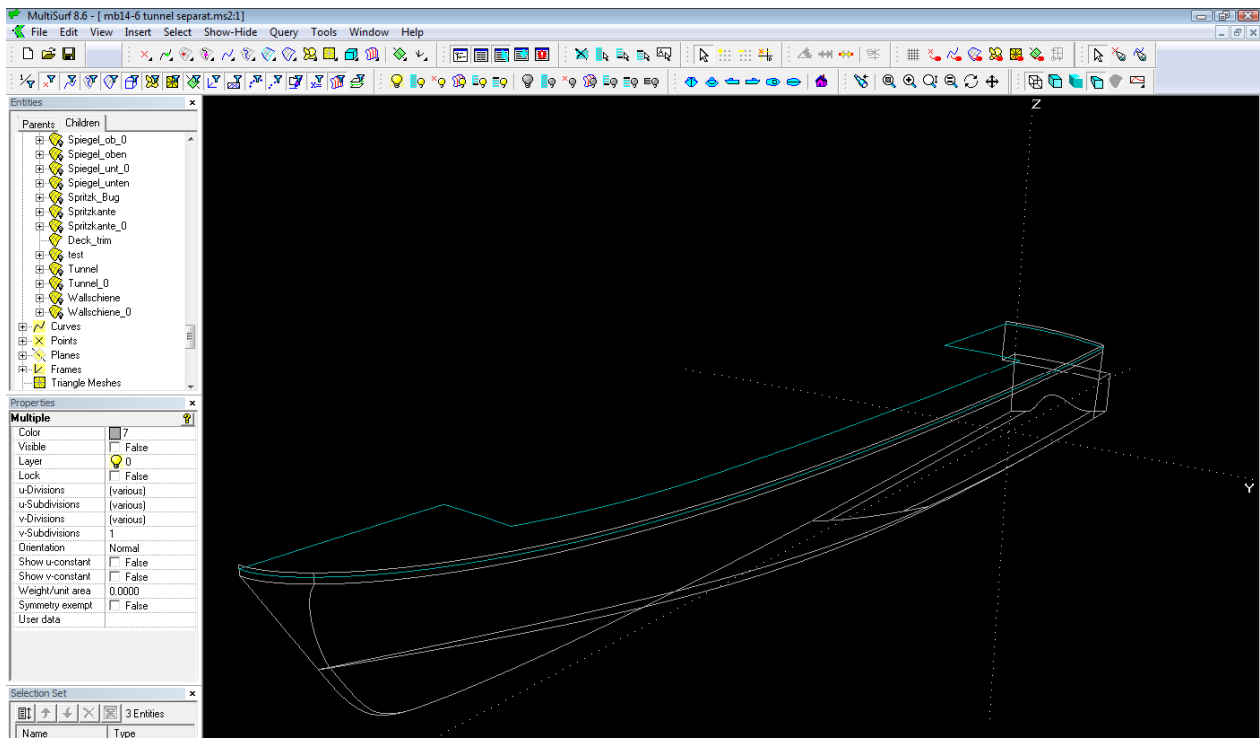 MultiSurf 8.6 - [ mb14-6 tunnel separat.ms2:1]
File Edit View Insert Select Show-Hide Query Tools Window Help
Entities
Parents Children
Spiegel_ob_0
Spiegel_oben
Spiegel_unt_0
Spiegel_unten
Spritzk_Bug
Spritzkante
Spritzkante_0
Deck_trim
test
Tunnel
Tunnel_0
Wallschiene
Wallschiene_0
Curves
Points
Planes
Frames
Triangle Meshes
Properties
Multiple
Color 7
Visible False
Layer 0
Lock False
u-Divisions (various)
u-Subdivisions (various)
v-Divisions (various)
v-Subdivisions 1
Orientation Normal
Show u-constant False
Show v-constant False
Weight/unit area 0.0000
Symmetry exempt False
User data
Selection Set
3 Entities
Name Type
Z
Y